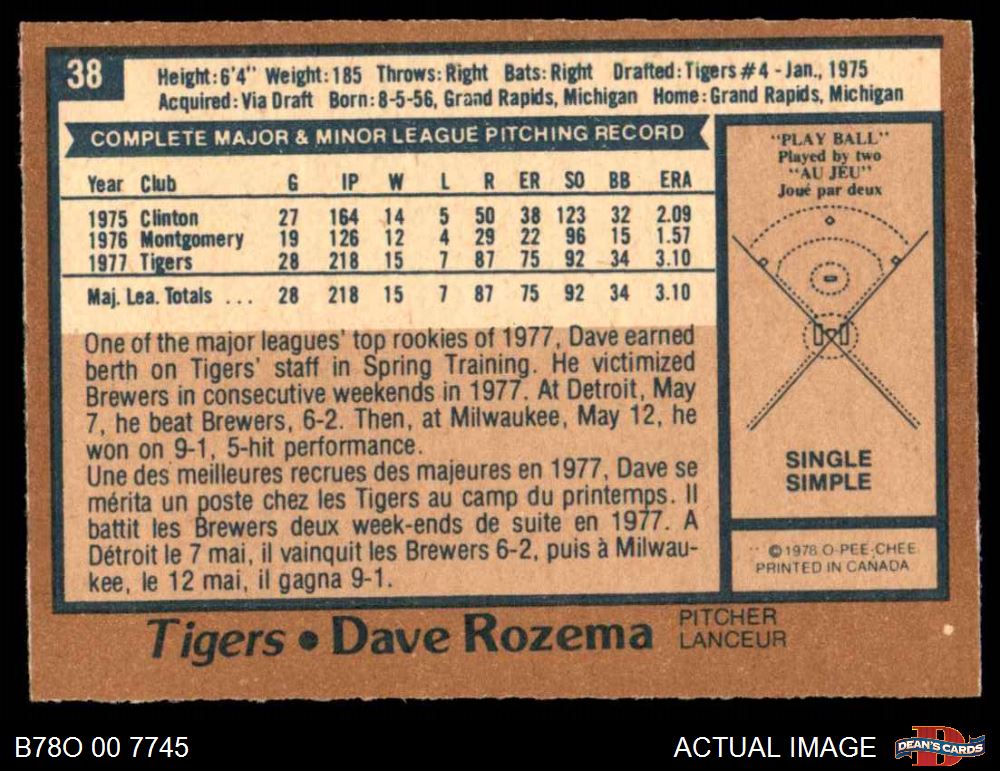 38
Height:6'4" Weight:185 Throws:Right Bats:Right Drafted:Tigers #4 - Jan., 1975
Acquired:Via Draft Born:8-5-56, Grand Rapids, Michigan Home:Grand Rapids, Michigan
COMPLETE MAJOR & MINOR LEAGUE PITCHING RECORD
Year Club G IP W L R ER SO BB ERA
1975 Clinton 27 164 14 5 50 38 123 32 2.09
1976 Montgomery 19 126 12 4 29 22 96 15 1.57
1977 Tigers 28 218 15 7 87 75 92 34 3.10
Maj. Lea. Totals ... 28 218 15 7 87 75 92 34 3.10
One of the major leagues' top rookies of 1977, Dave earned
berth on Tigers' staff in Spring Training. He victimized
Brewers in consecutive weekends in 1977. At Detroit, May
7, he beat Brewers, 6-2. Then, at Milwaukee, May 12, he
won on 9-1, 5-hit performance.
Une des meilleures recrues des majeures en 1977, Dave se
mérita un poste chez les Tigers au camp du printemps. Il
battit les Brewers deux week-ends de suite en 1977. A
Détroit le 7 mai, il vainquit les Brewers 6-2, puis à Milwau-
kee, le 12 mai, il gagna 9-1.
"PLAY BALL"
Played by two
"AU JEU"
Joué par deux
SINGLE
SIMPLE
©1978 O-PEE-CHEE
PRINTED IN CANADA
Tigers • Dave Rozema
PITCHER
LANCEUR
B78O 00 7745
ACTUAL IMAGE
D
DEAN'S CARDS